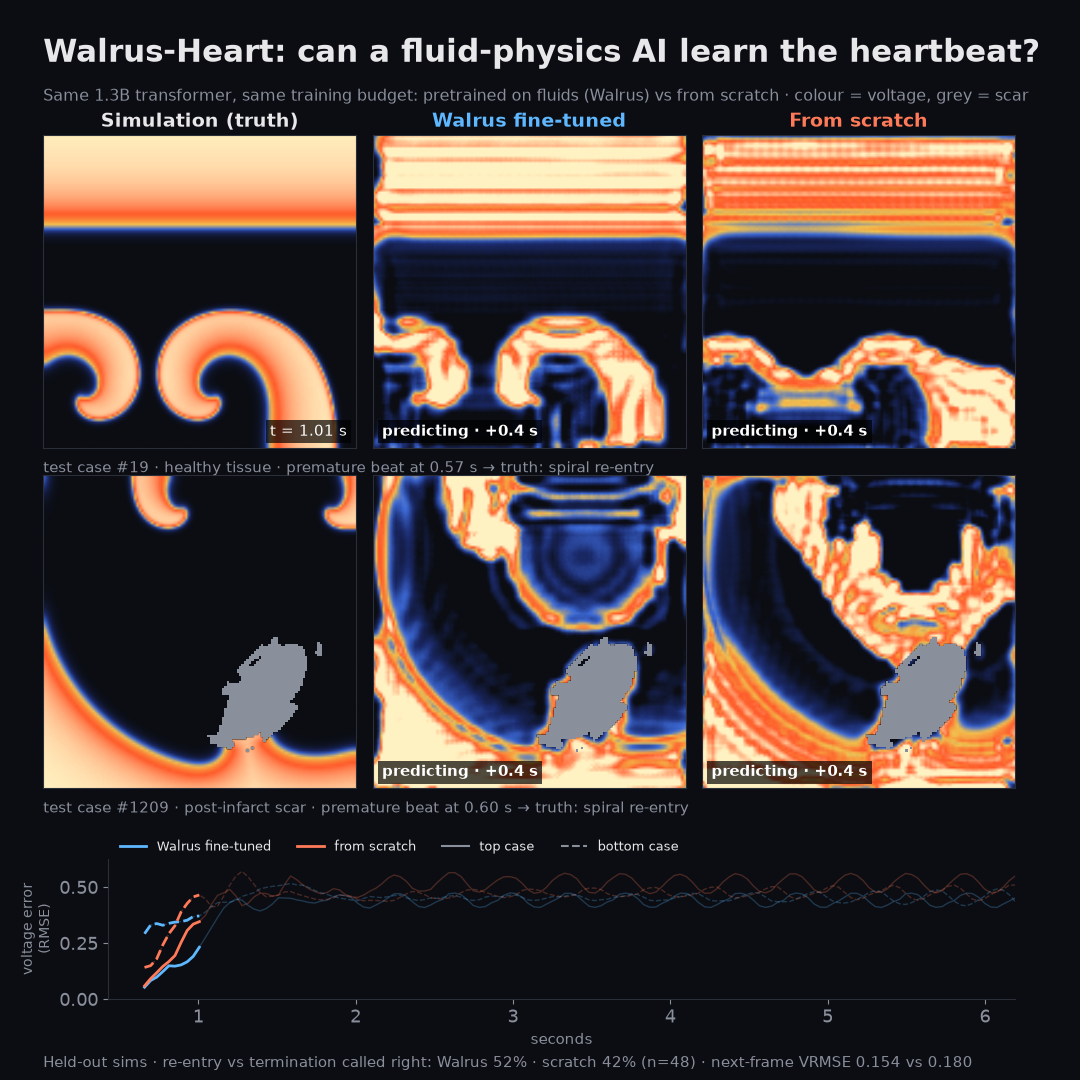 Walrus-Heart: can a fluid-physics AI learn the heartbeat?
Same 1.3B transformer, same training budget: pretrained on fluids (Walrus) vs from scratch · colour = voltage, grey = scar
Simulation (truth)
Walrus fine-tuned
From scratch
t = 1.01 s
predicting · +0.4 s
predicting · +0.4 s
test case #19 · healthy tissue · premature beat at 0.57 s → truth: spiral re-entry
predicting · +0.4 s
predicting · +0.4 s
test case #1209 · post-infarct scar · premature beat at 0.60 s → truth: spiral re-entry
Walrus fine-tuned
from scratch
top case
bottom case
voltage error
(RMSE)
0.50
0.25
0.00
1 2 3 4 5 6
seconds
Held-out sims · re-entry vs termination called right: Walrus 52% · scratch 42% (n=48) · next-frame VRMSE 0.154 vs 0.180